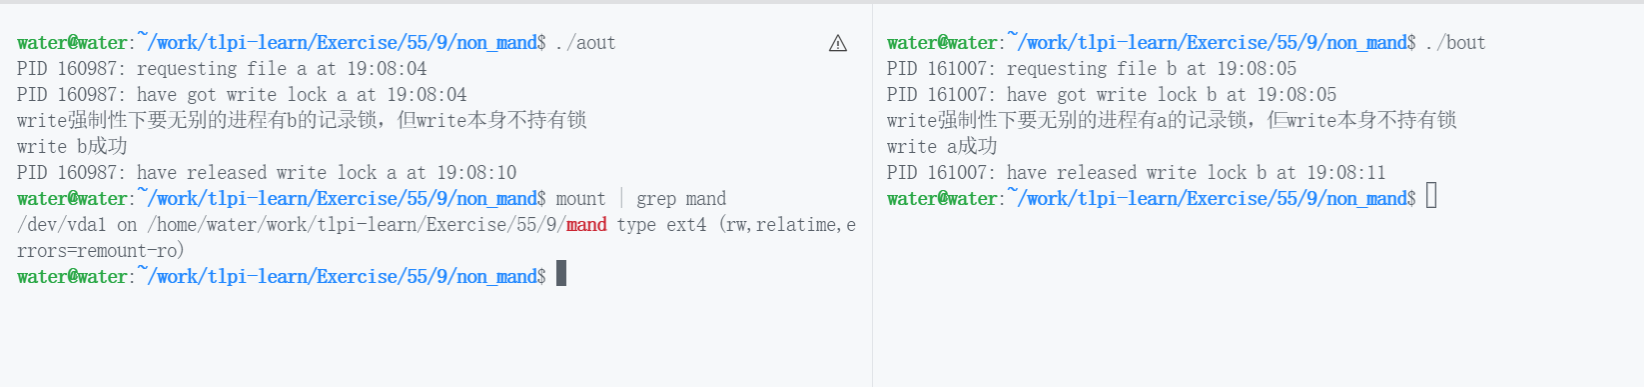 water@water:~/work/tlpi-learn/Exercise/55/9/non_mand$ ./aout
PID 160987: requesting file a at 19:08:04
PID 160987: have got write lock a at 19:08:04
write强制性下要无别的进程有b的记录锁，但write本身不持有锁
write b成功
PID 160987: have released write lock a at 19:08:10
water@water:~/work/tlpi-learn/Exercise/55/9/non_mand$ mount | grep mand
/dev/vda1 on /home/water/work/tlpi-learn/Exercise/55/9/mand type ext4 (rw,relatime,e
rrors=remount-ro)
water@water:~/work/tlpi-learn/Exercise/55/9/non_mand$
water@water:~/work/tlpi-learn/Exercise/55/9/non_mand$ ./bout
PID 161007: requesting file b at 19:08:05
PID 161007: have got write lock b at 19:08:05
write强制性下要无别的进程有a的记录锁，但write本身不持有锁
write a成功
PID 161007: have released write lock b at 19:08:11
water@water:~/work/tlpi-learn/Exercise/55/9/non_mand$